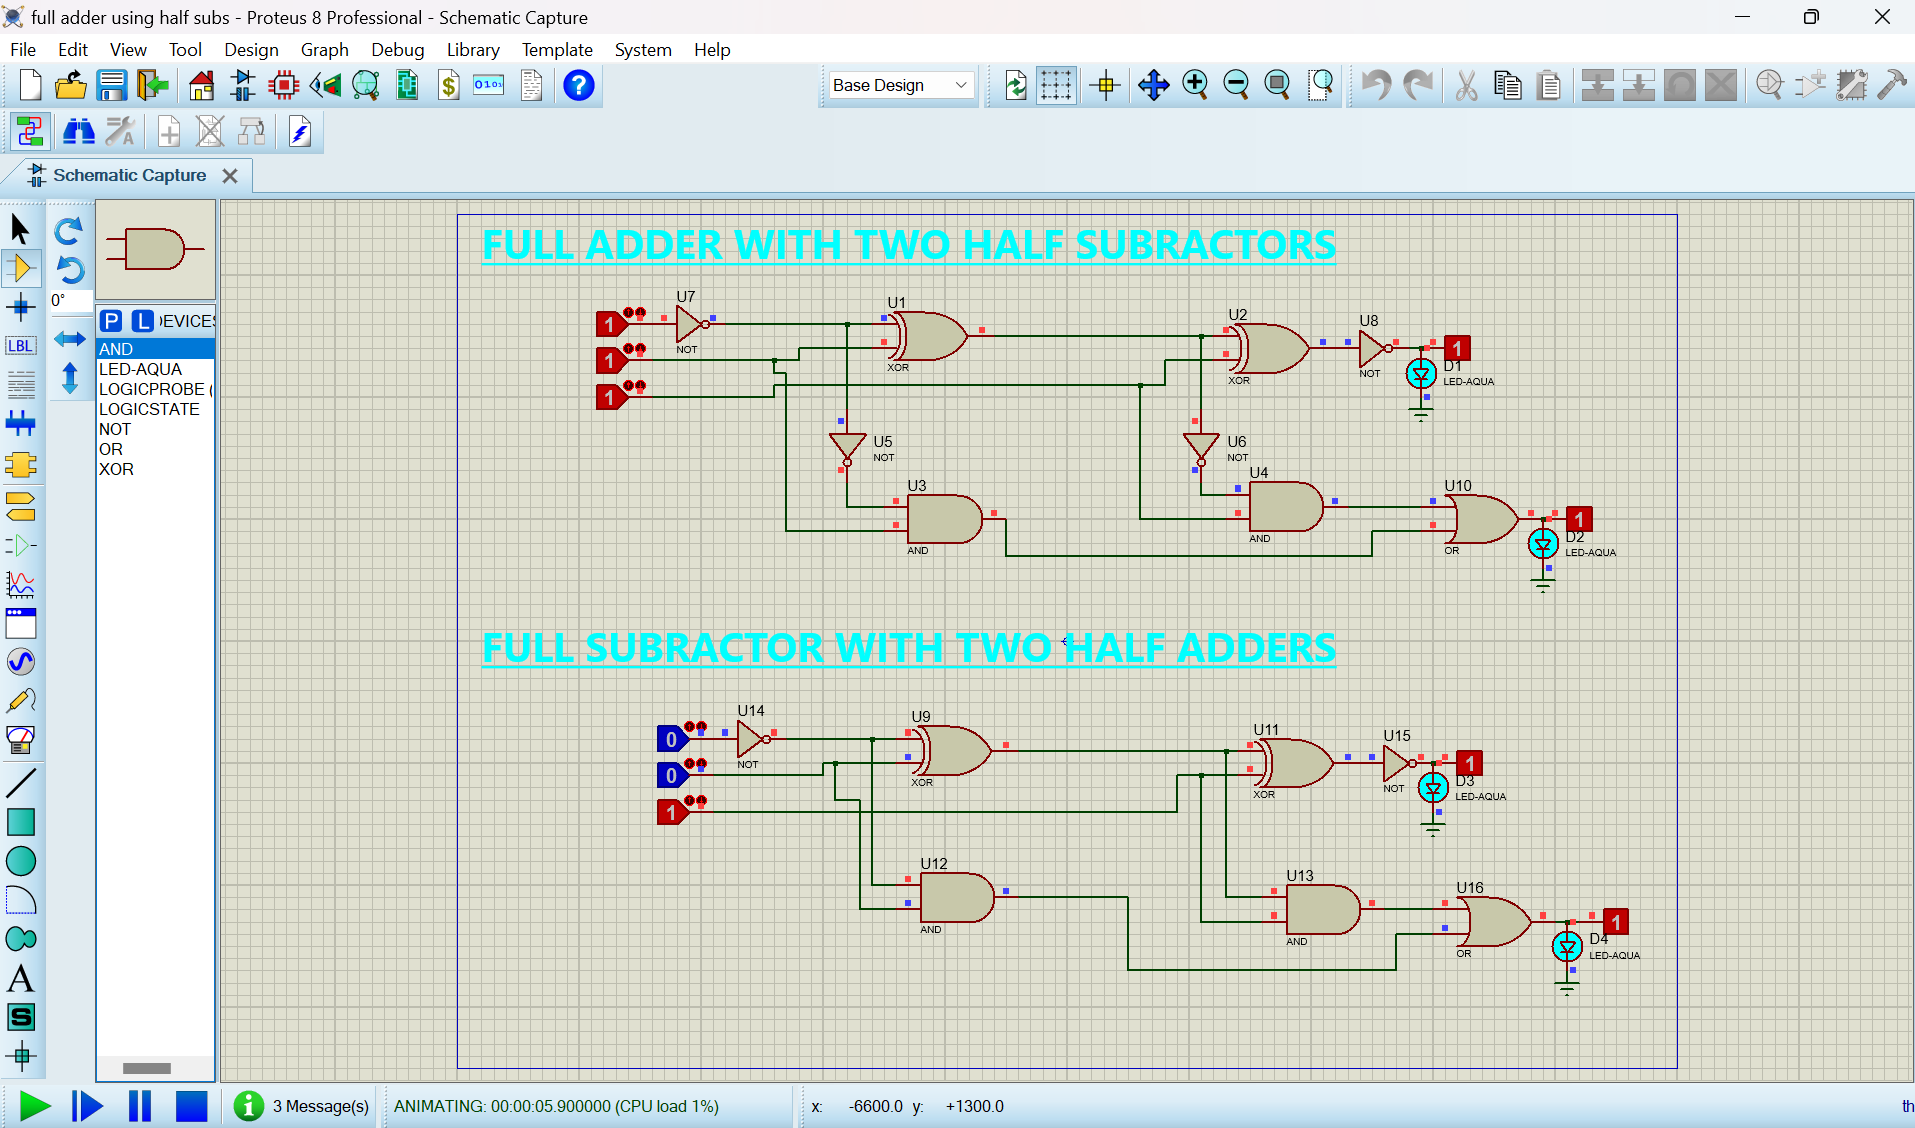 full adder using half subs - Proteus 8 Professional - Schematic Capture
File Edit View Tool Design Graph Debug Library Template System Help
Base Design
Schematic Capture
0°
P L DEVICES
LBL
AND
LED-AQUA
LOGICPROBE (
LOGICSTATE
NOT
OR
XOR
FULL ADDER WITH TWO HALF SUBRACTORS
U7
NOT
U1
XOR
U2
XOR
U8
NOT
1
1
1
1
D1
LED-AQUA
U5
NOT
U6
NOT
U3
AND
U4
AND
U10
OR
1
D2
LED-AQUA
FULL SUBRACTOR WITH TWO HALF ADDERS
U14
NOT
U9
XOR
U11
XOR
U15
NOT
0
0
1
1
D3
LED-AQUA
U12
AND
U13
AND
U16
OR
1
D4
LED-AQUA
3 Message(s)
ANIMATING: 00:00:05.900000 (CPU load 1%)
x: -6600.0 y: +1300.0
th